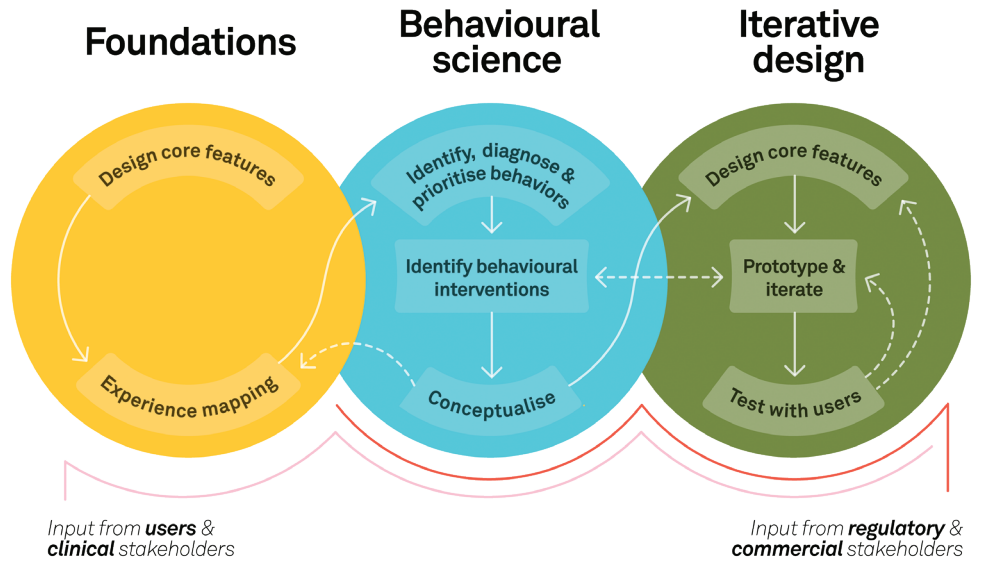 Foundations
Behavioural
science
Iterative
design
Design core features
Experience mapping
Identify, diagnose &
prioritise behaviors
Identify behavioural
interventions
Conceptualise
Design core features
Prototype &
iterate
Test with users
Input from users &
clinical stakeholders
Input from regulatory &
commercial stakeholders